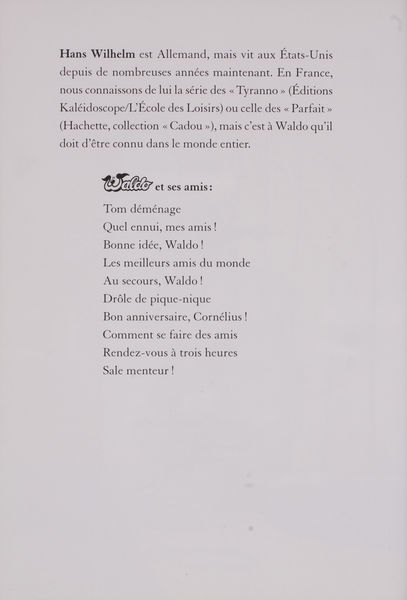 Hans Wilhelm est Allemand, mais vit aux États-Unis
depuis de nombreuses années maintenant. En France,
nous connaissons de lui la série des « Tyranno » (Éditions
Kaléidoscope/L'École des Loisirs) ou celle des « Parfait »
(Hachette, collection « Cadou »), mais c'est à Waldo qu'il
doit d'être connu dans le monde entier.
Waldo et ses amis :
Tom déménage
Quel ennui, mes amis !
Bonne idée, Waldo !
Les meilleurs amis du monde
Au secours, Waldo !
Drôle de pique-nique
Bon anniversaire, Cornélius !
Comment se faire des amis
Rendez-vous à trois heures
Sale menteur !